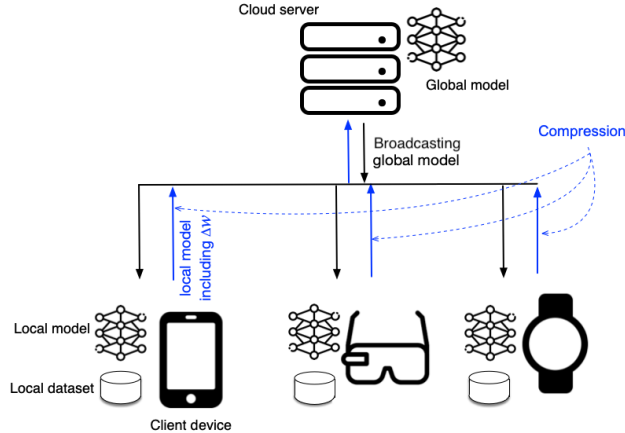 Cloud server
Global model
Broadcasting
global model
Compression
local model
including ΔW
Local model
Local dataset
Client device